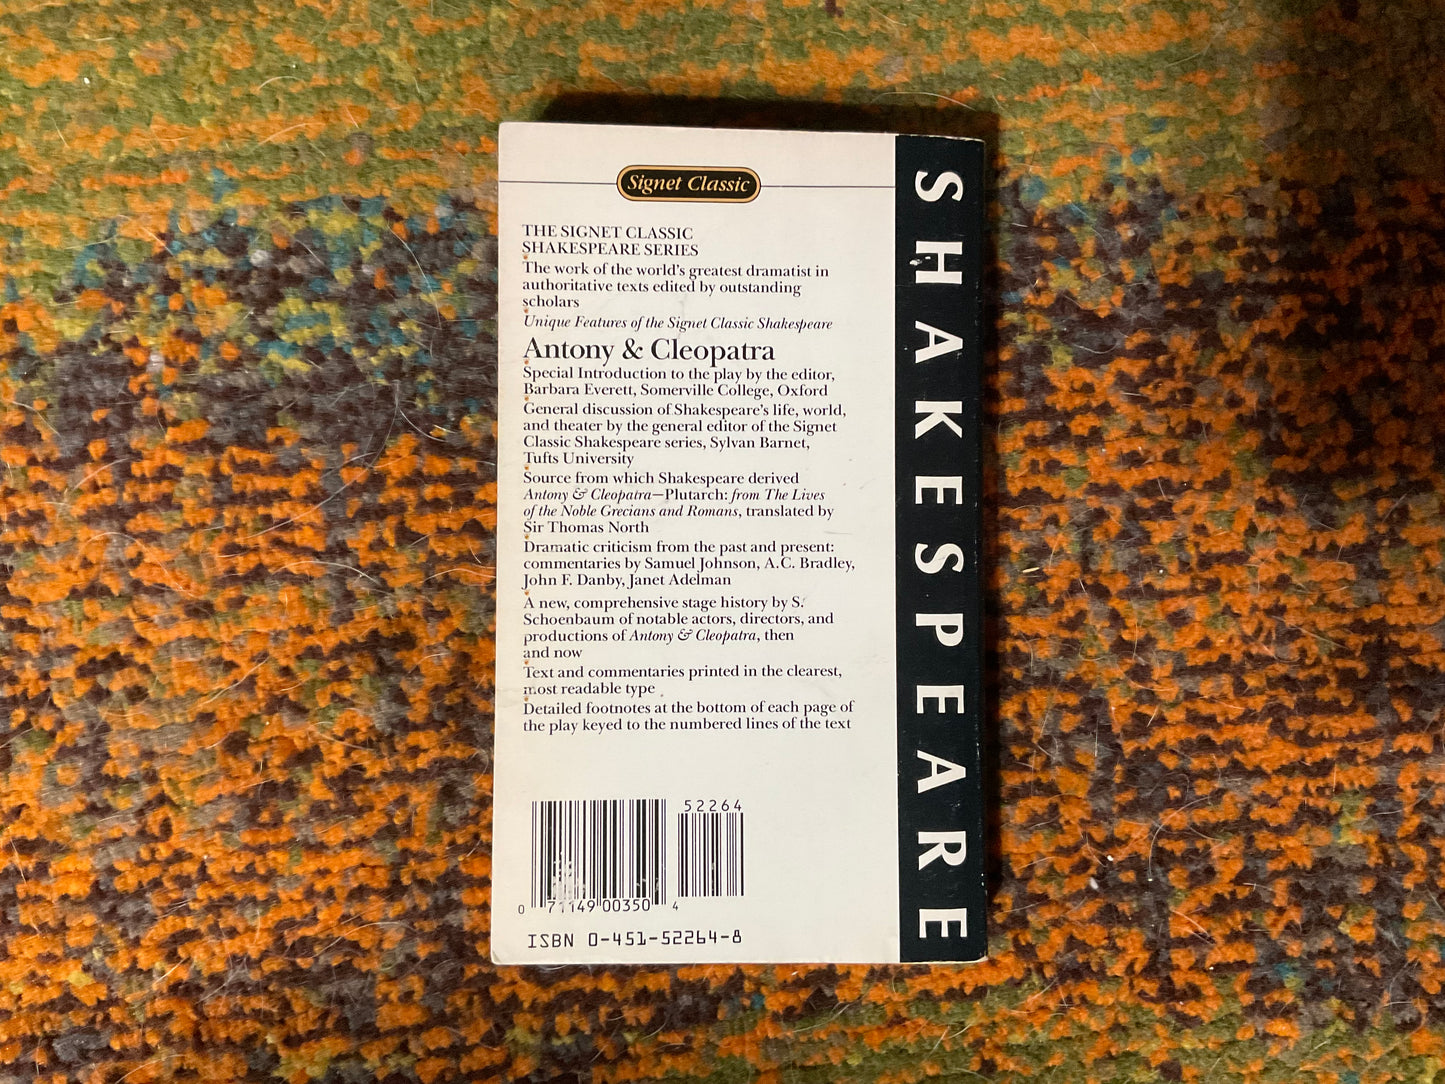 Signet Classic
THE SIGNET CLASSIC
SHAKESPEARE SERIES
The work of the world's greatest dramatist in
authoritative texts edited by outstanding
scholars
Unique Features of the Signet Classic Shakespeare
Antony & Cleopatra
Special Introduction to the play by the editor,
Barbara Everett, Somerville College, Oxford
General discussion of Shakespeare's life, world,
and theater by the general editor of the Signet
Classic Shakespeare series, Sylvan Barnet,
Tufts University
Source from which Shakespeare derived
Antony & Cleopatra—Plutarch: from The Lives
of the Noble Grecians and Romans, translated by
Sir Thomas North
Dramatic criticism from the past and present:
commentaries by Samuel Johnson, A.C. Bradley,
John F. Danby, Janet Adelman
A new, comprehensive stage history by S.
Schoenbaum of notable actors, directors, and
productions of Antony & Cleopatra, then
and now
Text and commentaries printed in the clearest,
most readable type
Detailed footnotes at the bottom of each page of
the play keyed to the numbered lines of the text
52264
0 71149 00350 4
ISBN 0-451-52264-8
SHAKESPEARE